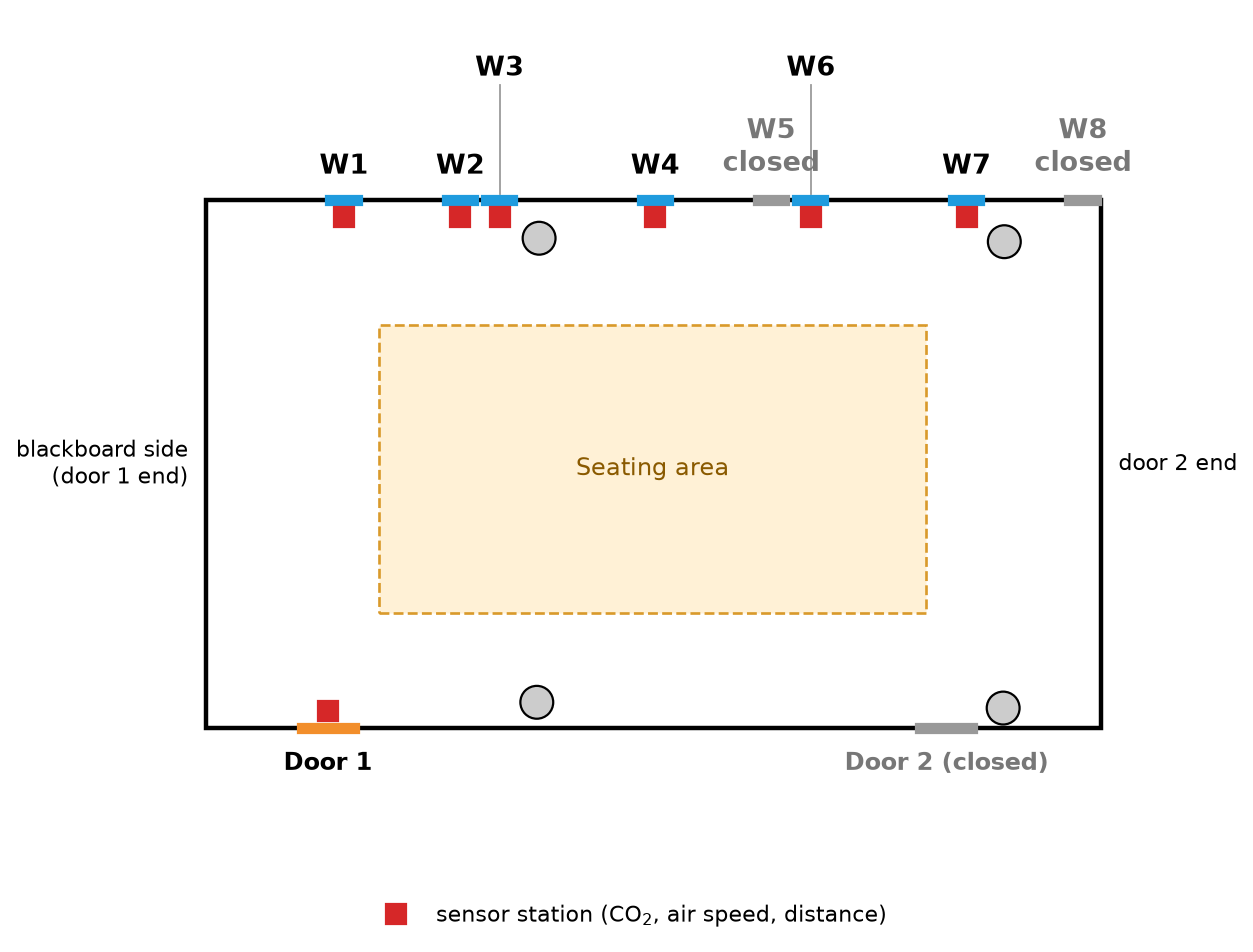 W3
W6
W5
closed
W8
closed
W1
W2
W4
W7
blackboard side
(door 1 end)
Seating area
door 2 end
Door 1
Door 2 (closed)
sensor station (CO₂, air speed, distance)